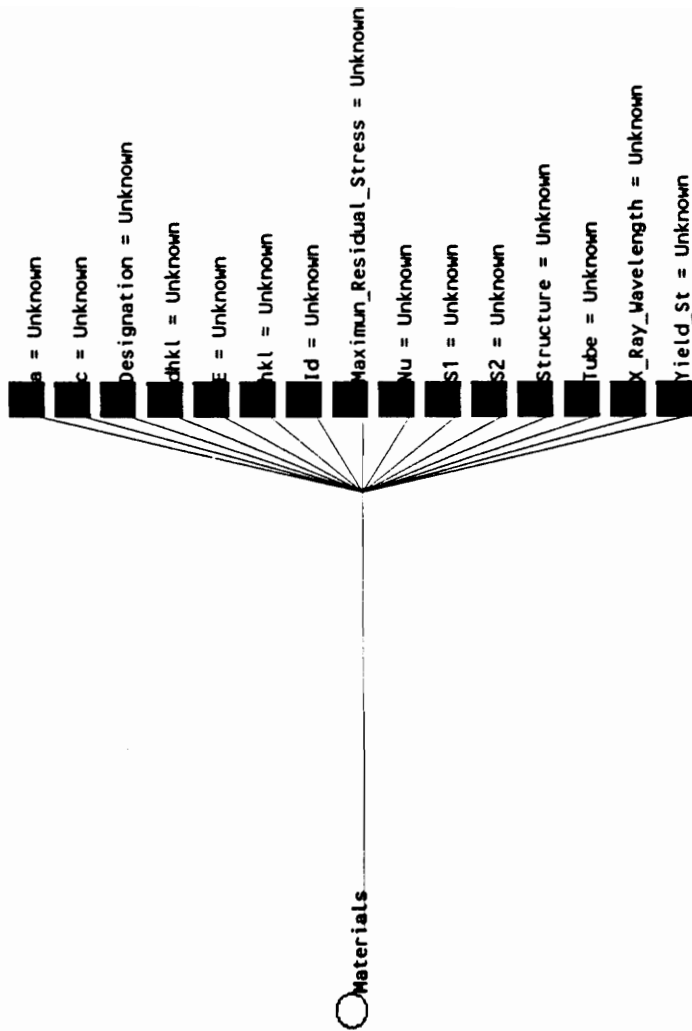 Materials
a = Unknown
c = Unknown
Designation = Unknown
dhkl = Unknown
E = Unknown
hkl = Unknown
Id = Unknown
Maximun_Residual_Stress = Unknown
Nu = Unknown
S1 = Unknown
S2 = Unknown
Structure = Unknown
Tube = Unknown
X_Ray_Wavelength = Unknown
Yield_St = Unknown